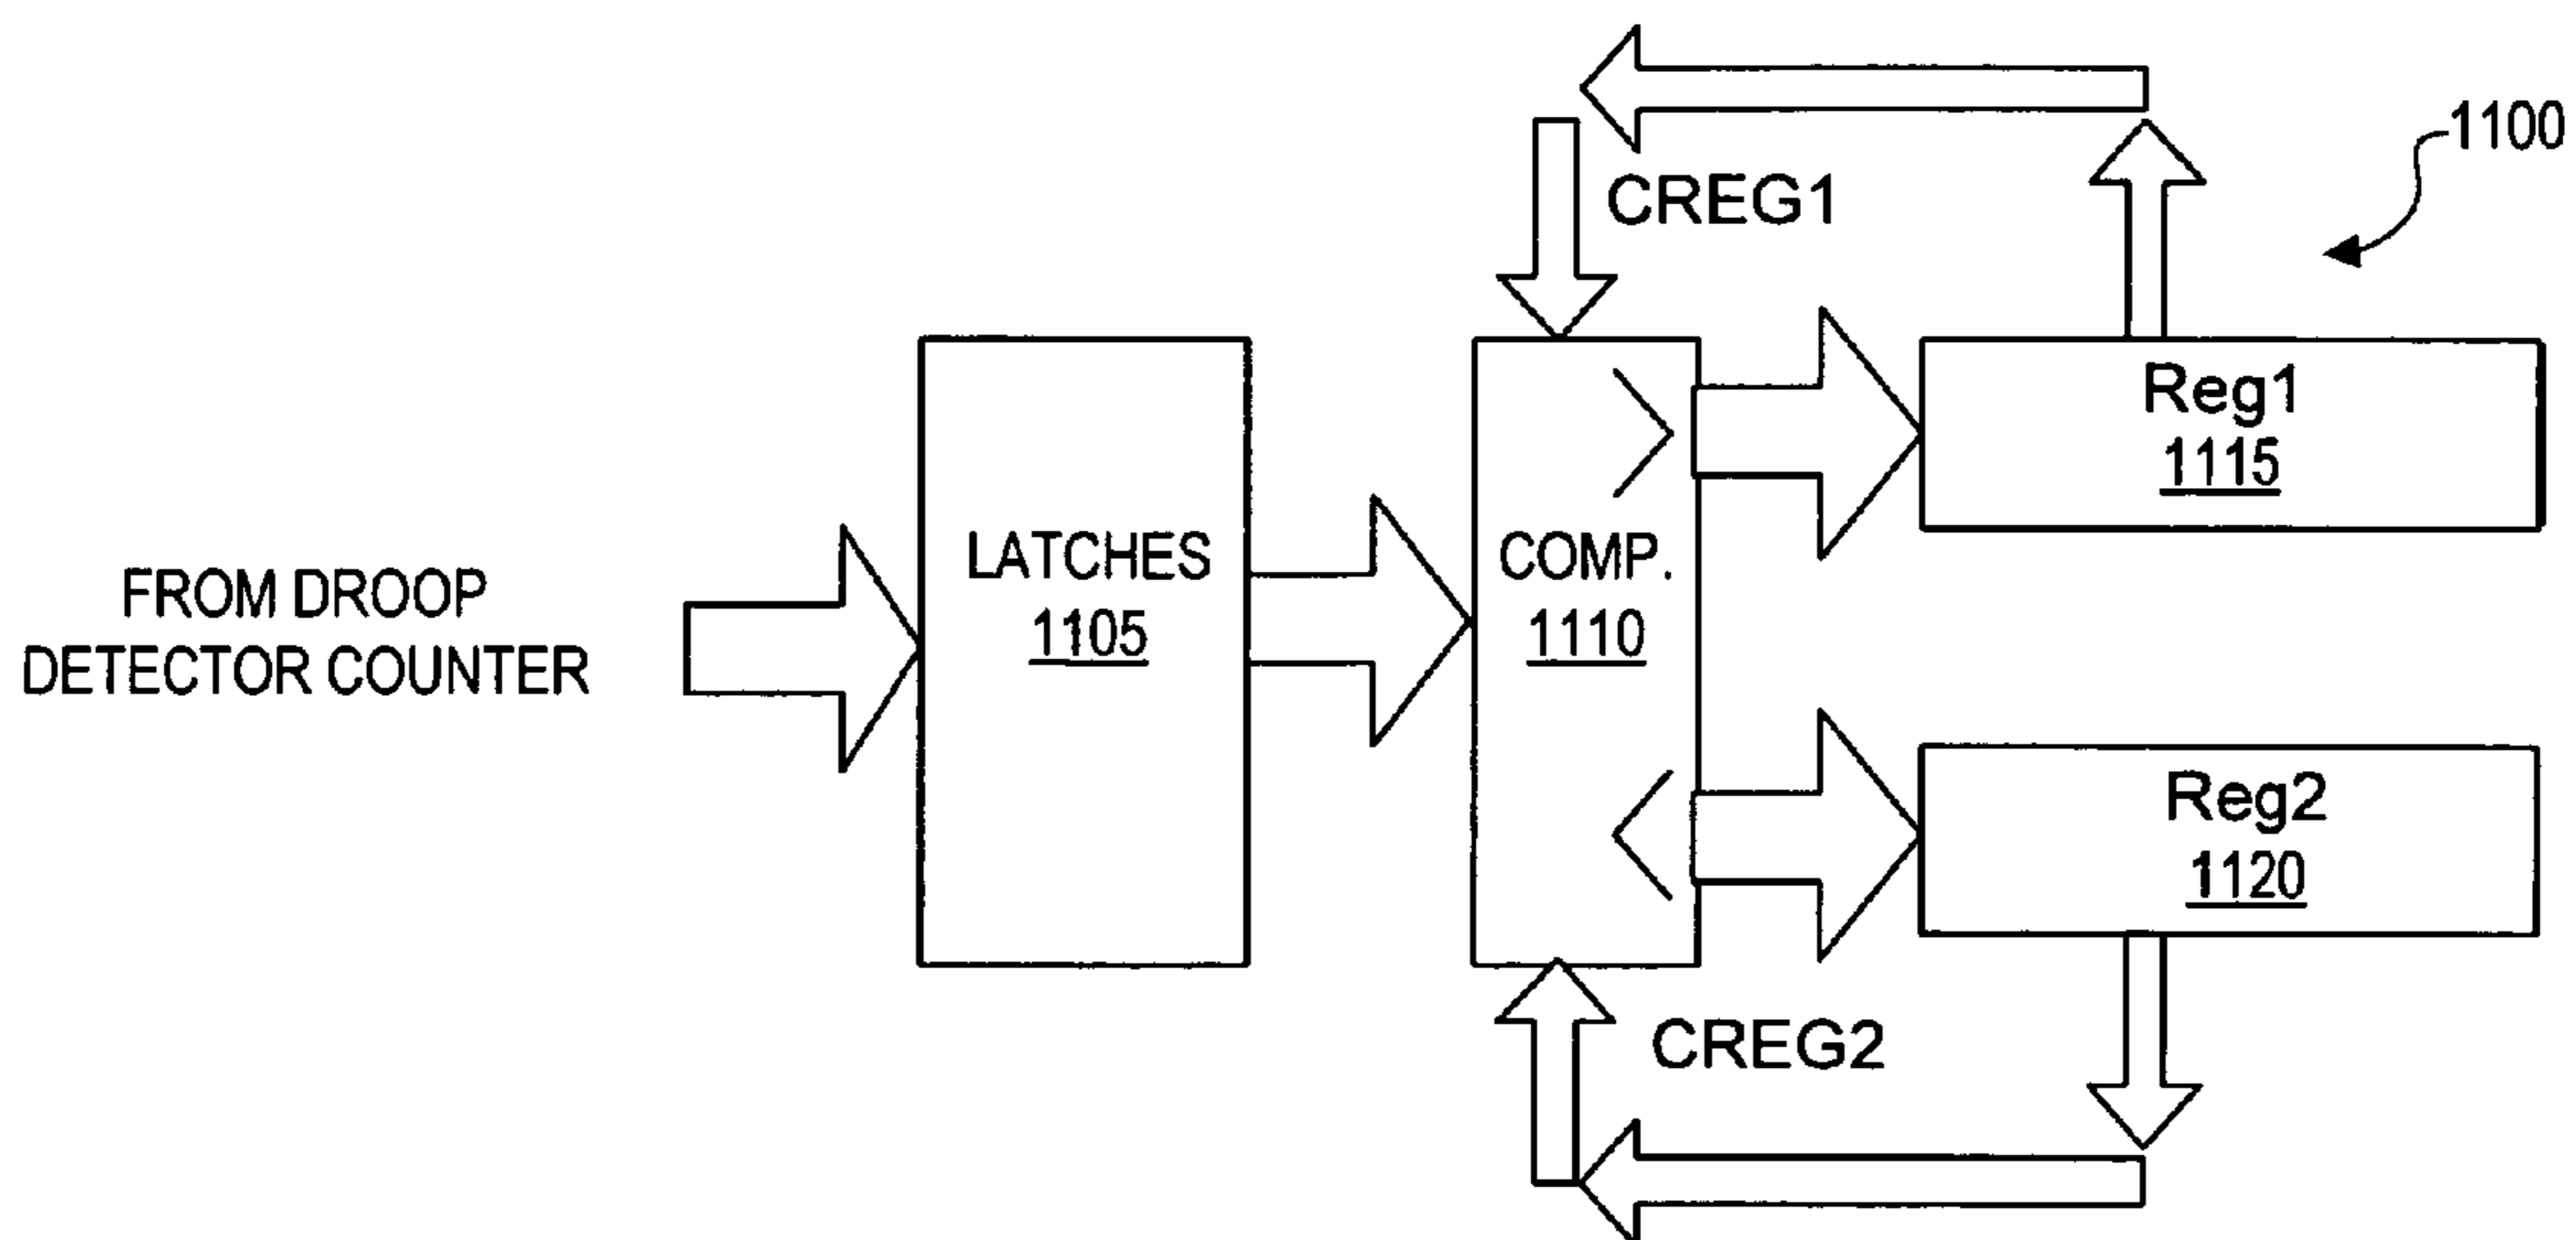 1100
CREG1
Reg1
1115
FROM DROOP
DETECTOR COUNTER
LATCHES
1105
COMP.
1110
>
<
Reg2
1120
CREG2